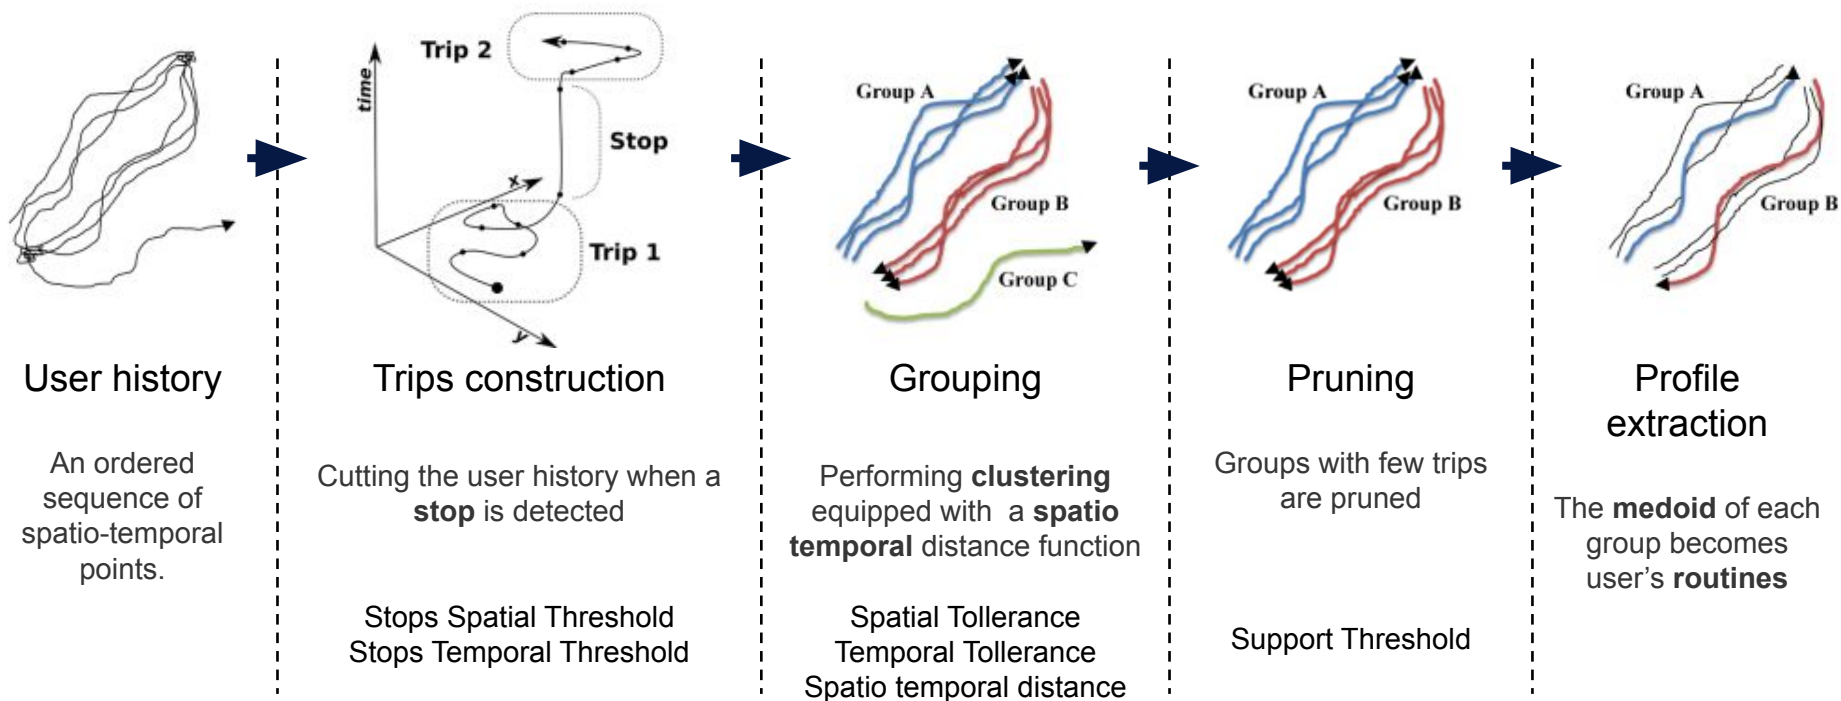 time
Trip 2
Stop
x
Trip 1
y
User history
An ordered
sequence of
spatio-temporal
points.
Trips construction
Cutting the user history when a
stop is detected
Stops Spatial Threshold
Stops Temporal Threshold
Group A
Group B
Group C
Grouping
Performing clustering
equipped with a spatio
temporal distance function
Spatial Tollerance
Temporal Tollerance
Spatio temporal distance
Group A
Group B
Pruning
Groups with few trips
are pruned
Support Threshold
Group A
Group B
Profile
extraction
The medoid of each
group becomes
user's routines